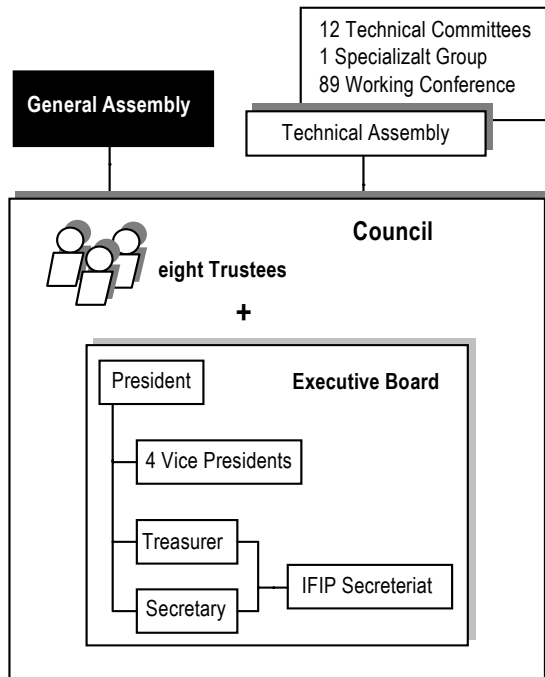 12 Technical Committees
1 Specializalt Group
89 Working Conference
General Assembly
Technical Assembly
Council
eight Trustees
+
President
Executive Board
4 Vice Presidents
Treasurer
IFIP Secreteriat
Secretary